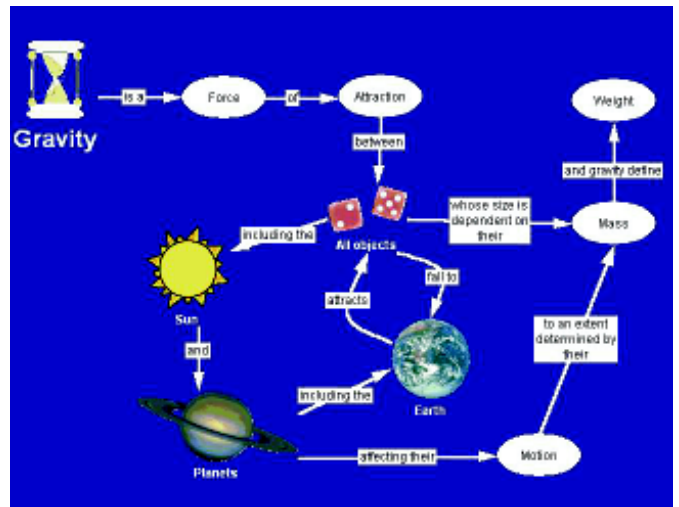 Gravity
is a
Force
of
Attraction
between
All objects
including the
Sun
and
Planets
including the
Earth
attracts
fall to
whose size is
dependent on
their
Mass
and gravity define
Weight
affecting their
Motion
to an extent
determined by
their